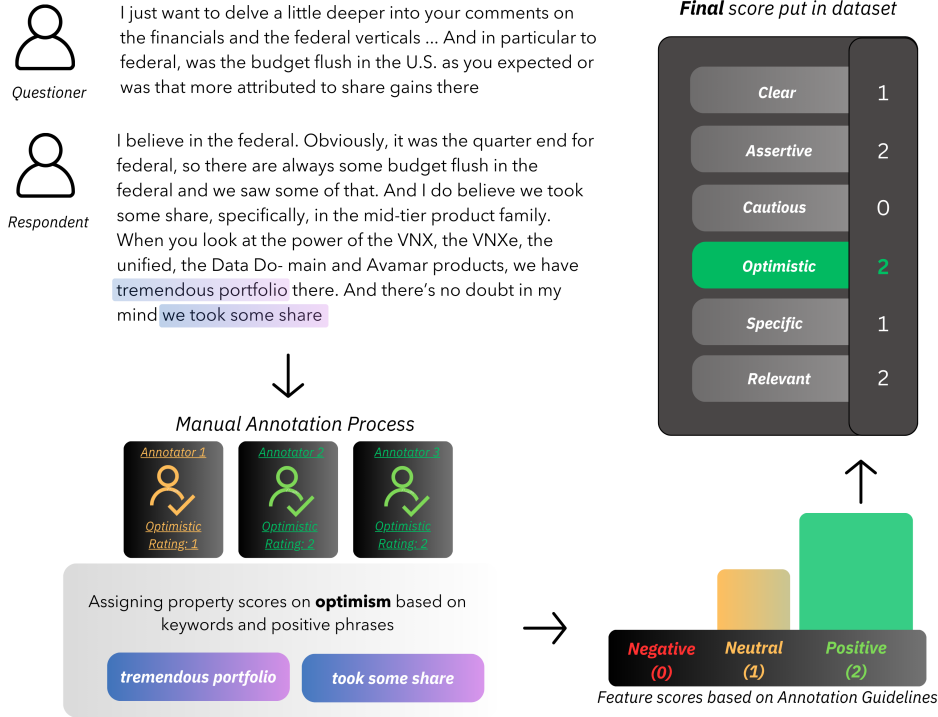 I just want to delve a little deeper into your comments on
the financials and the federal verticals ... And in particular to
federal, was the budget flush in the U.S. as you expected or
was that more attributed to share gains there
Questioner
I believe in the federal. Obviously, it was the quarter end for
federal, so there are always some budget flush in the
federal and we saw some of that. And I do believe we took
some share, specifically, in the mid-tier product family.
When you look at the power of the VNX, the VNXe, the
unified, the Data Do- main and Avamar products, we have
tremendous portfolio there. And there's no doubt in my
mind we took some share
Respondent
Manual Annotation Process
Annotator 1
Optimistic
Rating: 1
Annotator 2
Optimistic
Rating: 2
Annotator 3
Optimistic
Rating: 2
Assigning property scores on optimism based on
keywords and positive phrases
tremendous portfolio
took some share
Negative
(0)
Neutral
(1)
Positive
(2)
Feature scores based on Annotation Guidelines
Final score put in dataset
Clear 1
Assertive 2
Cautious 0
Optimistic 2
Specific 1
Relevant 2